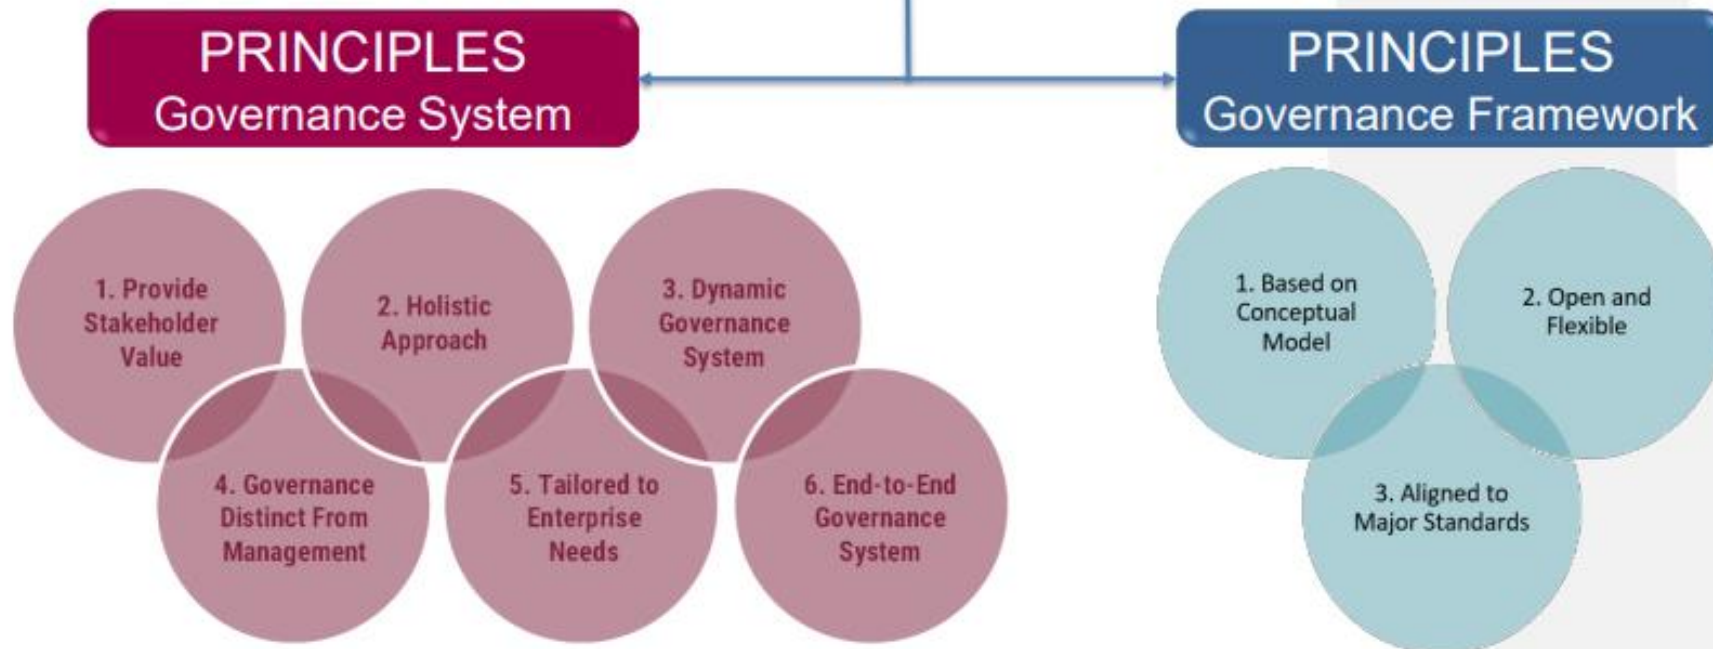 PRINCIPLES
Governance System
PRINCIPLES
Governance Framework
1. Provide
Stakeholder
Value
2. Holistic
Approach
3. Dynamic
Governance
System
4. Governance
Distinct From
Management
5. Tailored to
Enterprise
Needs
6. End-to-End
Governance
System
1. Based on
Conceptual
Model
2. Open and
Flexible
3. Aligned to
Major Standards